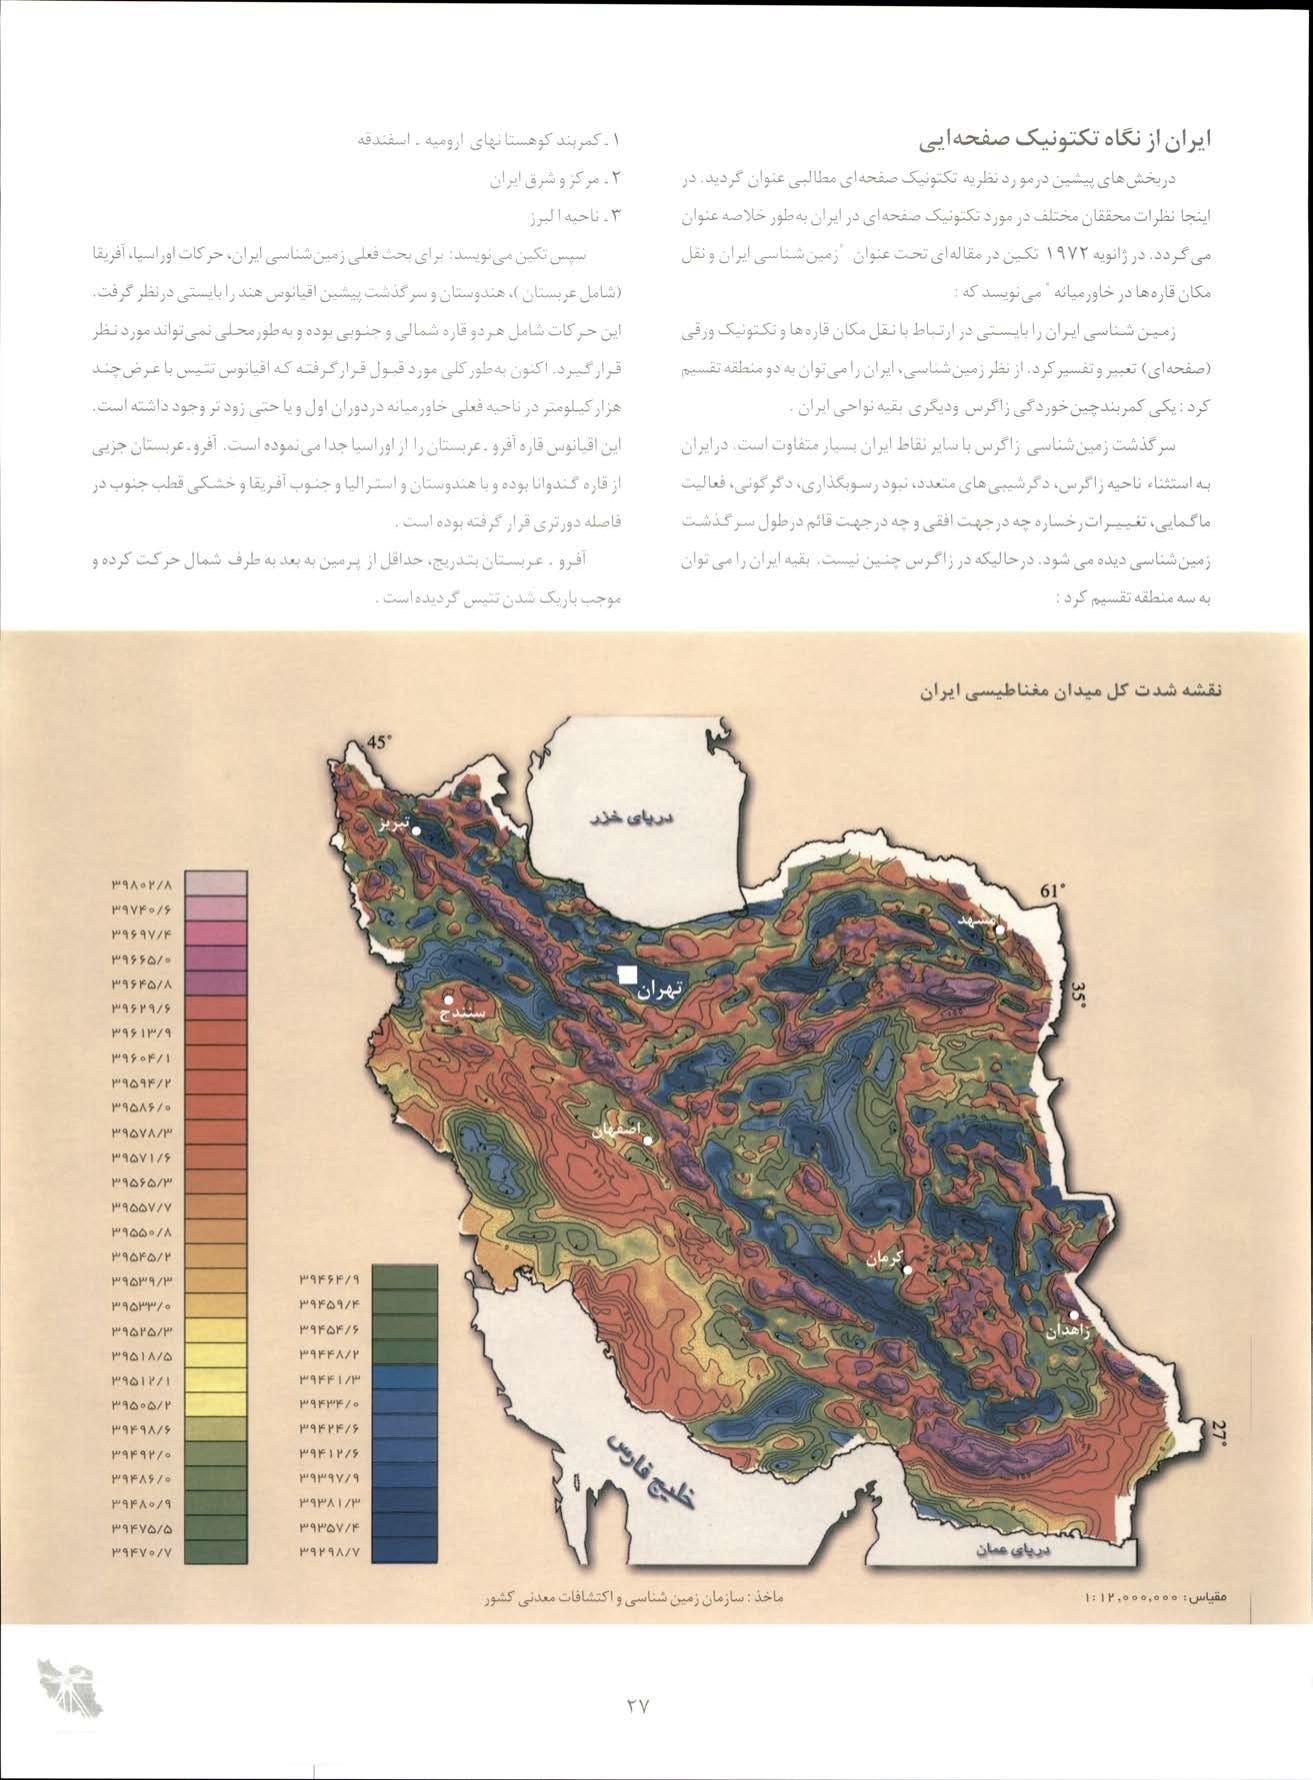 ایران از نگاه تکتونیک صفحه‌ایی
دربخش‌های پیشین درمورد نظریه تکتونیک صفحه‌ای مطالبی عنوان گردید. در
اینجا نظرات محققان مختلف در مورد تکتونیک صفحه‌ای در ایران به‌طور خلاصه عنوان
می‌گردد. در ژانویه ۱۹۷۲ تکین در مقاله‌ای تحت عنوان "زمین‌شناسی ایران و نقل
مکان قاره‌ها در خاورمیانه" می‌نویسد که :
زمین شناسی ایران را بایستی در ارتباط با نقل مکان قاره‌ها و تکتونیک ورقی
(صفحه‌ای) تعبیر و تفسیر کرد. از نظر زمین‌شناسی، ایران را می‌توان به دو منطقه تقسیم
کرد : یکی کمربند چین‌خوردگی زاگرس ودیگری بقیه نواحی ایران .
سرگذشت زمین‌شناسی زاگرس با سایر نقاط ایران بسیار متفاوت است. درایران
به استثناء ناحیه زاگرس، دگرشیبی‌های متعدد، نبود رسوبگذاری، دگرگونی، فعالیت
ماگمایی، تغییرات رخساره چه در جهت افقی و چه در جهت قائم درطول سرگذشت
زمین‌شناسی دیده می شود. درحالیکه در زاگرس چنین نیست. بقیه ایران را می توان
به سه منطقه تقسیم کرد :
۱ـ کمربند کوهستانهای ارومیه ـ اسفندقه
۲ـ مرکز و شرق ایران
۳ـ ناحیه البرز
سپس تکین می‌نویسد: برای بحث فعلی زمین‌شناسی ایران، حرکات اوراسیا، آفریقا
(شامل عربستان )، هندوستان و سرگذشت پیشین اقیانوس هند را بایستی درنظر گرفت.
این حرکات شامل هردو قاره شمالی و جنوبی بوده و به‌طور محلی نمی‌تواند مورد نظر
قرار گیرد. اکنون به‌طور کلی مورد قبول قرار گرفته که اقیانوس تتیس با عرض چند
هزار کیلومتر در ناحیه فعلی خاورمیانه در دوران اول و یا حتی زود تر وجود داشته است.
این اقیانوس قاره آفرو ـ عربستان را از اوراسیا جدا می‌نموده است. آفرو ـ عربستان جزیی
از قاره گندوانا بوده و با هندوستان و استرالیا و جنوب آفریقا و خشکی قطب جنوب در
فاصله دورتری قرار گرفته بوده است .
آفرو ـ عربستان بتدریج، حداقل از پرمین به بعد به طرف شمال حرکت کرده و
موجب باریک شدن تتیس گردیده‌است .
نقشه شدت کل میدان مغناطیسی ایران
45°
دریای خزر
تبریز
61°
مشهد
35°
تهران
سنندج
اصفهان
کرمان
زاهدان
27°
خلیج فارس
دریای عمان
۳۹۸۰۲/۸
۳۹۷۴۰/۶
۳۹۶۹۷/۴
۳۹۶۶۵/۰
۳۹۶۴۵/۸
۳۹۶۲۹/۶
۳۹۶۱۳/۹
۳۹۶۰۴/۱
۳۹۵۹۴/۲
۳۹۵۸۶/۰
۳۹۵۷۸/۳
۳۹۵۷۱/۶
۳۹۵۶۵/۳
۳۹۵۵۷/۷
۳۹۵۵۰/۸
۳۹۵۴۵/۲
۳۹۵۳۹/۳
۳۹۵۳۳/۰
۳۹۵۲۵/۳
۳۹۵۱۸/۵
۳۹۵۱۲/۱
۳۹۵۰۵/۲
۳۹۴۹۸/۶
۳۹۴۹۲/۰
۳۹۴۸۶/۰
۳۹۴۸۰/۹
۳۹۴۷۵/۵
۳۹۴۷۰/۷
۳۹۴۶۴/۹
۳۹۴۵۹/۴
۳۹۴۵۴/۶
۳۹۴۴۸/۲
۳۹۴۴۱/۳
۳۹۴۳۴/۰
۳۹۴۲۴/۶
۳۹۴۱۲/۶
۳۹۳۹۷/۹
۳۹۳۸۱/۳
۳۹۳۵۷/۴
۳۹۲۹۸/۷
مقیاس: ۱:۱۲,۰۰۰,۰۰۰
ماخذ : سازمان زمین شناسی و اکتشافات معدنی کشور
۲۷